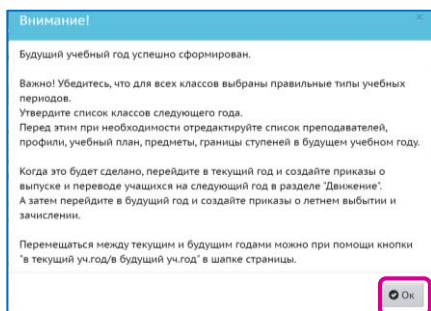 Внимание!
×
Будущий учебный год успешно сформирован.
Важно! Убедитесь, что для всех классов выбраны правильные типы учебных
периодов.
Утвердите список классов следующего года.
Перед этим при необходимости отредактируйте список преподавателей,
профили, учебный план, предметы, границы ступеней в будущем учебном году.
Когда это будет сделано, перейдите в текущий год и создайте приказы о
выпуске и переводе учащихся на следующий год в разделе "Движение".
А затем перейдите в будущий год и создайте приказы о летнем выбытии и
зачислении.
Перемещаться между текущим и будущим годами можно при помощи кнопки
"в текущий уч.год/в будущий уч.год" в шапке страницы.
Ок